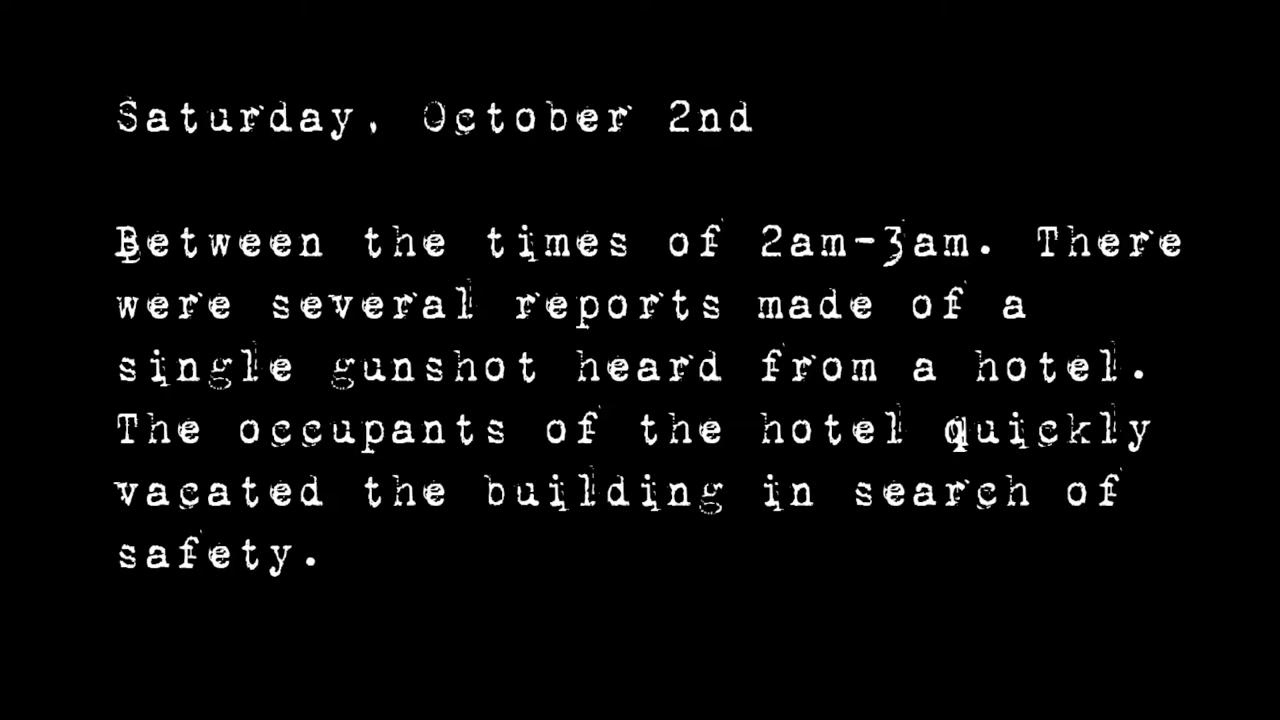 Saturday, October 2nd
Between the times of 2am-3am. There
were several reports made of a
single gunshot heard from a hotel.
The occupants of the hotel quickly
vacated the building in search of
safety.